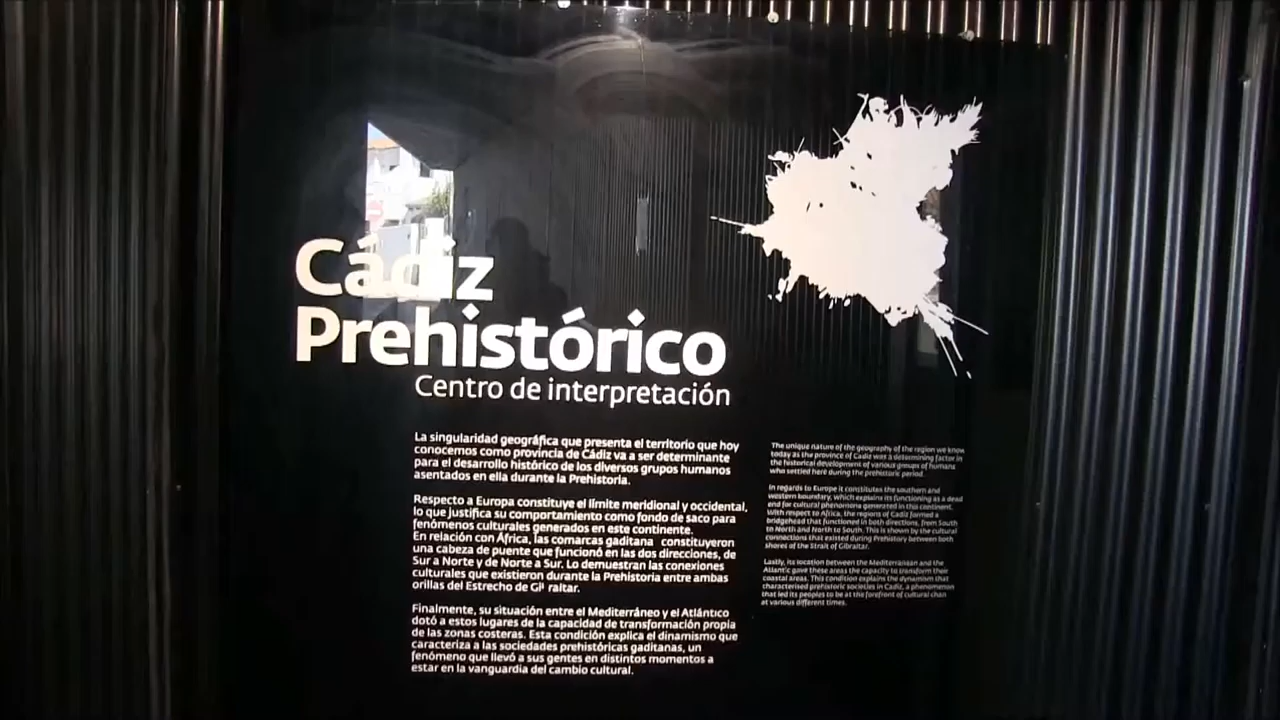 Cádiz
Prehistórico
Centro de interpretación
La singularidad geográfica que presenta el territorio que hoy
conocemos como provincia de Cádiz va a ser determinante
para el desarrollo histórico de los diversos grupos humanos
asentados en ella durante la Prehistoria.
Respecto a Europa constituye el límite meridional y occidental,
lo que justifica su comportamiento como fondo de saco para
fenómenos culturales generados en este continente.
En relación con África, las comarcas gaditana constituyeron
una cabeza de puente que funcionó en las dos direcciones, de
Sur a Norte y de Norte a Sur. Lo demuestran las conexiones
culturales que existieron durante la Prehistoria entre ambas
orillas del Estrecho de Gi raltar.
Finalmente, su situación entre el Mediterráneo y el Atlántico
dotó a estos lugares de la capacidad de transformación propia
de las zonas costeras. Esta condición explica el dinamismo que
caracteriza a las sociedades prehistóricas gaditanas, un
fenómeno que llevó a sus gentes en distintos momentos a
estar en la vanguardia del cambio cultural.
The unique nature of the geography of the region we know
today as the province of Cadiz was a determining factor in
the historical development of various groups of humans
who settled here during the prehistoric period.
In regards to Europe it constitutes the southern and
western boundary, which explains its functioning as a dead
end for cultural phenomena generated in this continent.
With respect to Africa, the regions of Cadiz formed a
bridgehead that functioned in both directions, from South
to North and North to South. This is shown by the cultural
connections that existed during Prehistory between both
shores of the Strait of Gibraltar.
Lastly, its location between the Mediterranean and the
Atlantic gave these areas the capacity to transform their
coastal areas. This condition explains the dynamism that
characterised prehistoric societies in Cadiz, a phenomenon
that led its peoples to be at the forefront of cultural chan
at various different times.